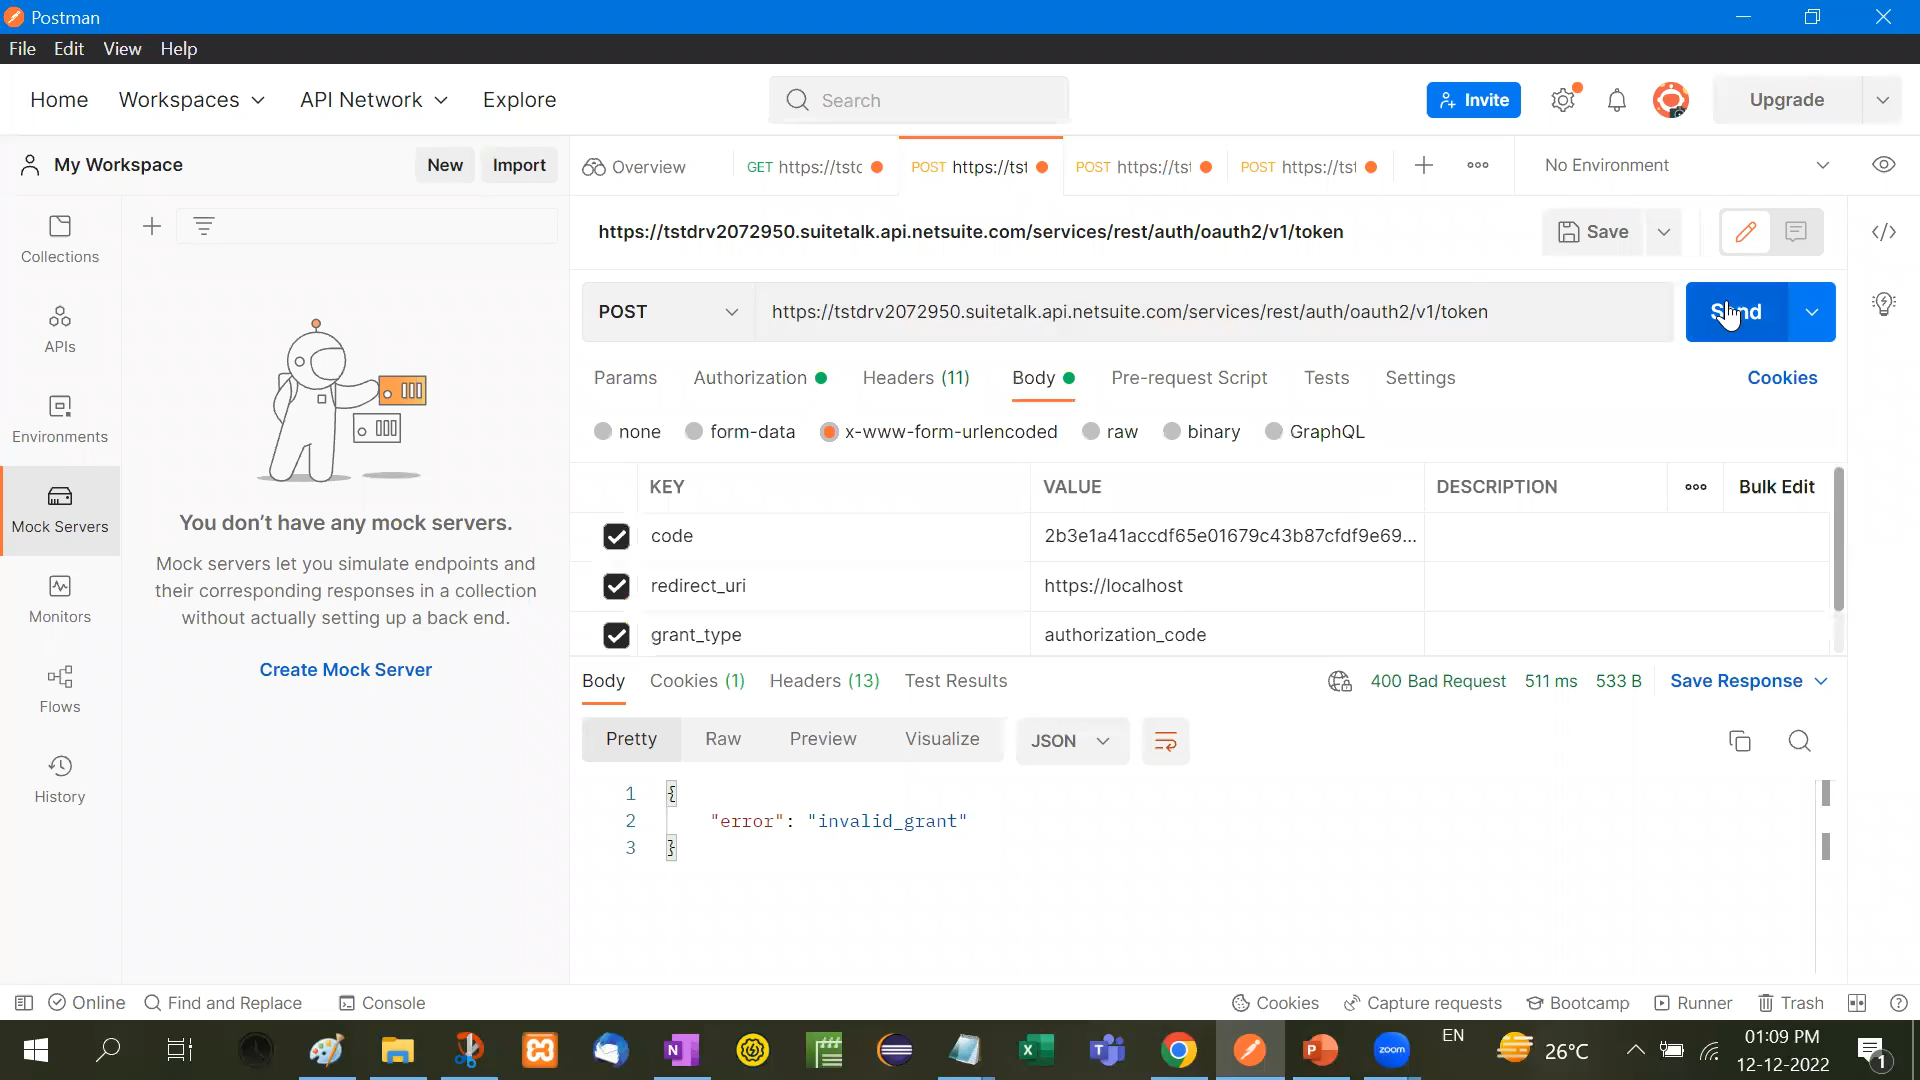 Postman
File Edit View Help
Home Workspaces API Network Explore Search Invite Upgrade
My Workspace New Import Overview GET https://tstc POST https://tst POST https://tst POST https://tst No Environment
https://tstdrv2072950.suitetalk.api.netsuite.com/services/rest/auth/oauth2/v1/token Save
Collections
POST https://tstdrv2072950.suitetalk.api.netsuite.com/services/rest/auth/oauth2/v1/token Send
APIs
Params Authorization Headers (11) Body Pre-request Script Tests Settings Cookies
Environments
none form-data x-www-form-urlencoded raw binary GraphQL
KEY VALUE DESCRIPTION Bulk Edit
Mock Servers
You don't have any mock servers.
code 2b3e1a41accdf65e01679c43b87cfdf9e69...
Mock servers let you simulate endpoints and
their corresponding responses in a collection
without actually setting up a back end.
redirect_uri https://localhost
Monitors
grant_type authorization_code
Create Mock Server
Body Cookies (1) Headers (13) Test Results 400 Bad Request 511 ms 533 B Save Response
Flows
Pretty Raw Preview Visualize JSON
History
1 {
2 "error": "invalid_grant"
3 }
Online Find and Replace Console Cookies Capture requests Bootcamp Runner Trash
zoom EN 26°C 01:09 PM
12-12-2022 1